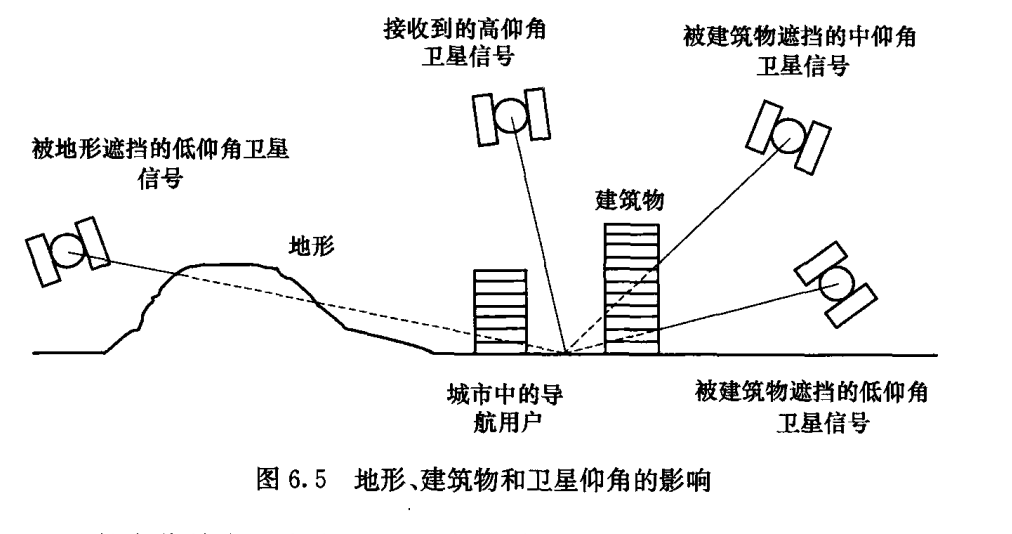 接收到的高仰角
卫星信号
被建筑物遮挡的中仰角
卫星信号
被地形遮挡的低仰角卫星
信号
建筑物
地形
城市中的导
航用户
被建筑物遮挡的低仰角
卫星信号
图 6.5 地形、建筑物和卫星仰角的影响